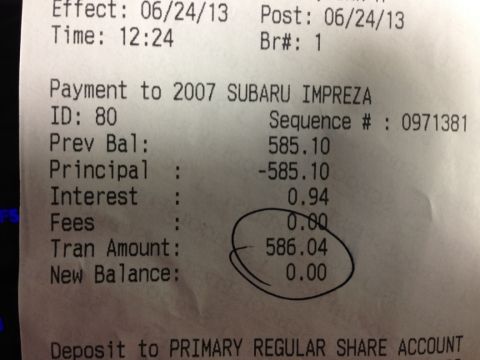 Effect: 06/24/13 Post: 06/24/13
Time: 12:24 Br#: 1
Payment to 2007 SUBARU IMPREZA
ID: 80 Sequence # : 0971381
Prev Bal: 585.10
Principal : -585.10
Interest : 0.94
Fees : 0.00
Tran Amount: 586.04
New Balance: 0.00
Deposit to PRIMARY REGULAR SHARE ACCOUNT